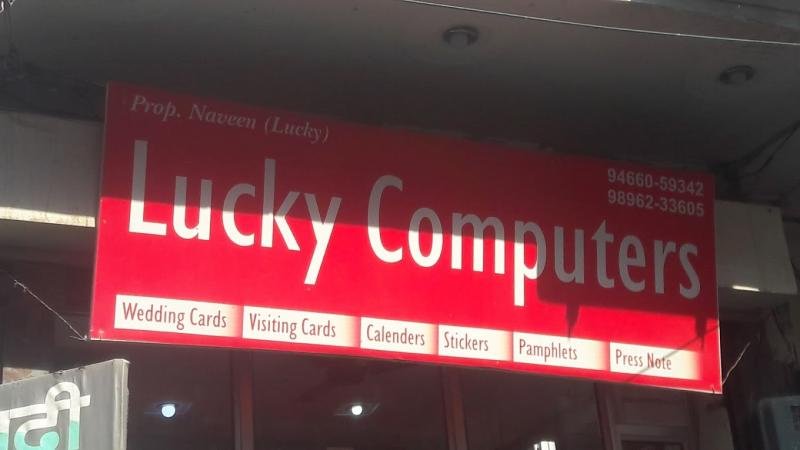 Prop. Naveen (Lucky)
94660-59342
98962-33605
Lucky Computers
Wedding Cards Visiting Cards Calenders Stickers Pamphlets Press Note